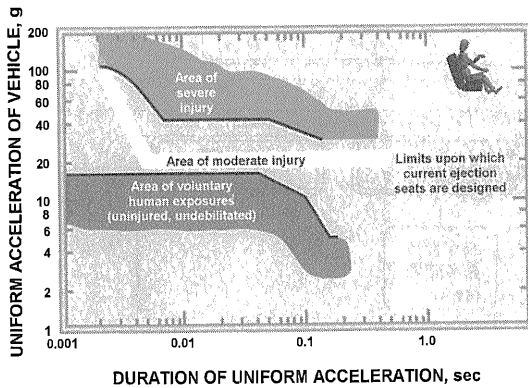 UNIFORM ACCELERATION OF VEHICLE, g
200
100
80
60
40
20
10
8
6
4
2
1
Area of
severe
injury
Area of moderate injury
Area of voluntary
human exposures
(uninjured, undebilitated)
Limits upon which
current ejection
seats are designed
0.001
0.01
0.1
1.0
DURATION OF UNIFORM ACCELERATION, sec